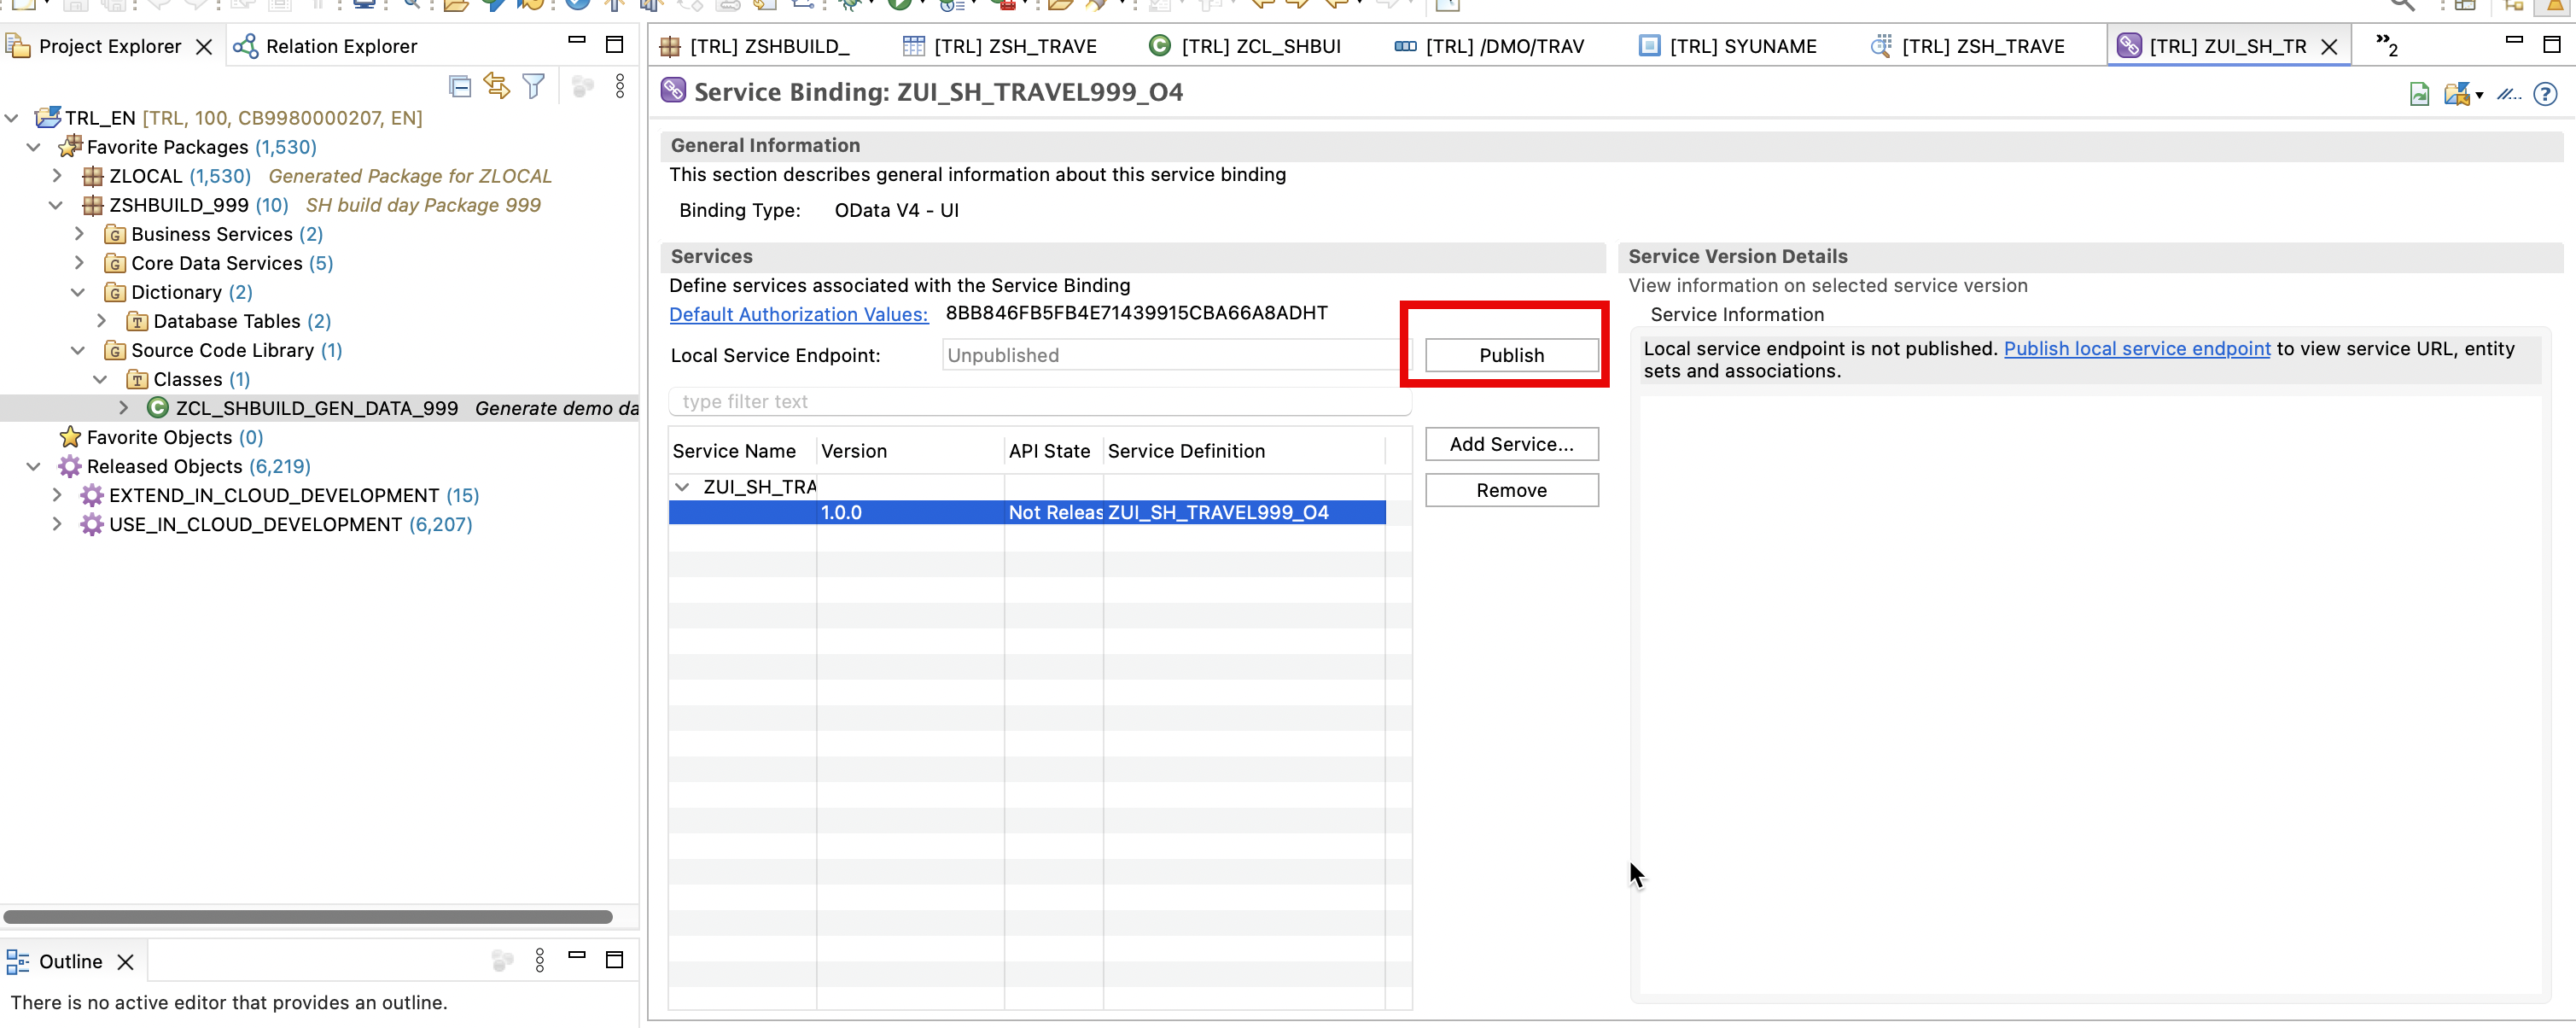 Project Explorer
Relation Explorer
[TRL] ZSHBUILD_
[TRL] ZSH_TRAVE
[TRL] ZCL_SHBUI
[TRL] /DMO/TRAV
[TRL] SYUNAME
[TRL] ZSH_TRAVE
[TRL] ZUI_SH_TR
»2
TRL_EN [TRL, 100, CB9980000207, EN]
Favorite Packages (1,530)
ZLOCAL (1,530) Generated Package for ZLOCAL
ZSHBUILD_999 (10) SH build day Package 999
Business Services (2)
Core Data Services (5)
Dictionary (2)
Database Tables (2)
Source Code Library (1)
Classes (1)
ZCL_SHBUILD_GEN_DATA_999 Generate demo da
Favorite Objects (0)
Released Objects (6,219)
EXTEND_IN_CLOUD_DEVELOPMENT (15)
USE_IN_CLOUD_DEVELOPMENT (6,207)
Outline
There is no active editor that provides an outline.
Service Binding: ZUI_SH_TRAVEL999_O4
General Information
This section describes general information about this service binding
Binding Type: OData V4 - UI
Services
Define services associated with the Service Binding
Default Authorization Values: 8BB846FB5FB4E71439915CBA66A8ADHT
Local Service Endpoint: Unpublished
Publish
type filter text
Service Name Version API State Service Definition
ZUI_SH_TRA
1.0.0 Not Releas ZUI_SH_TRAVEL999_O4
Add Service...
Remove
Service Version Details
View information on selected service version
Service Information
Local service endpoint is not published. Publish local service endpoint to view service URL, entity
sets and associations.